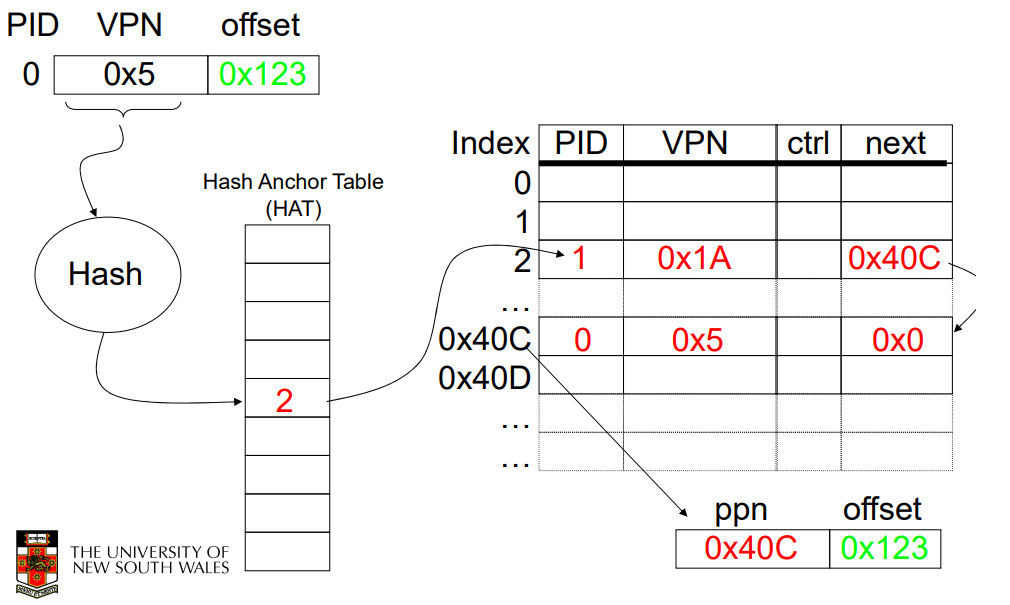 PID VPN offset
0 0x5 0x123
Hash
Hash Anchor Table
(HAT)
2
Index PID VPN ctrl next
0
1
2 1 0x1A 0x40C
...
0x40C 0 0x5 0x0
0x40D
...
...
ppn offset
0x40C 0x123
THE UNIVERSITY OF
NEW SOUTH WALES